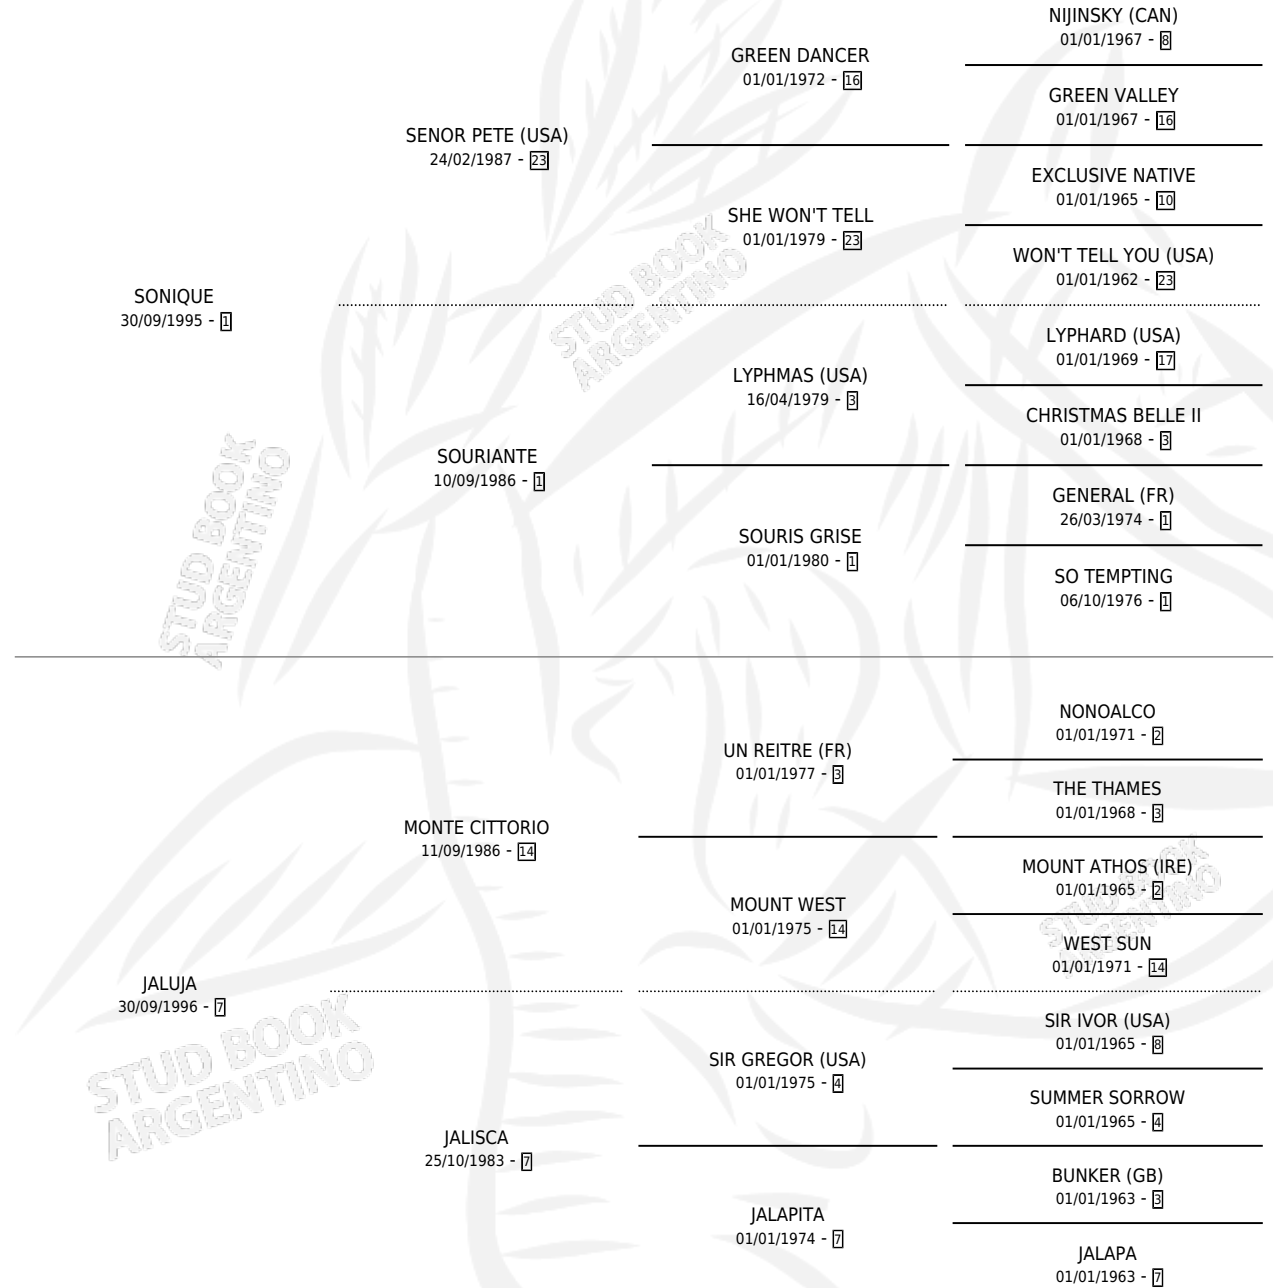 NIJINSKY (CAN)
01/01/1967 - 8
GREEN DANCER
01/01/1972 - 16
GREEN VALLEY
01/01/1967 - 16
SENOR PETE (USA)
24/02/1987 - 23
EXCLUSIVE NATIVE
01/01/1965 - 10
SHE WON'T TELL
01/01/1979 - 23
WON'T TELL YOU (USA)
01/01/1962 - 23
SONIQUE
30/09/1995 - 1
STUD BOOK
ARGENTINO
LYPHARD (USA)
01/01/1969 - 17
LYPHMAS (USA)
16/04/1979 - 3
CHRISTMAS BELLE II
01/01/1968 - 3
SOURIANTE
10/09/1986 - 1
GENERAL (FR)
26/03/1974 - 1
SOURIS GRISE
01/01/1980 - 1
SO TEMPTING
06/10/1976 - 1
STUD BOOK
ARGENTINO
NONOALCO
01/01/1971 - 2
UN REITRE (FR)
01/01/1977 - 3
THE THAMES
01/01/1968 - 3
MONTE CITTORIO
11/09/1986 - 14
MOUNT ATHOS (IRE)
01/01/1965 - 2
MOUNT WEST
01/01/1975 - 14
WEST SUN
01/01/1971 - 14
STUD BOOK
ARGENTINO
JALUJA
30/09/1996 - 7
SIR IVOR (USA)
01/01/1965 - 8
SIR GREGOR (USA)
01/01/1975 - 4
SUMMER SORROW
01/01/1965 - 4
STUD BOOK
ARGENTINO
JALISCA
25/10/1983 - 7
BUNKER (GB)
01/01/1963 - 3
JALAPITA
01/01/1974 - 7
JALAPA
01/01/1963 - 7